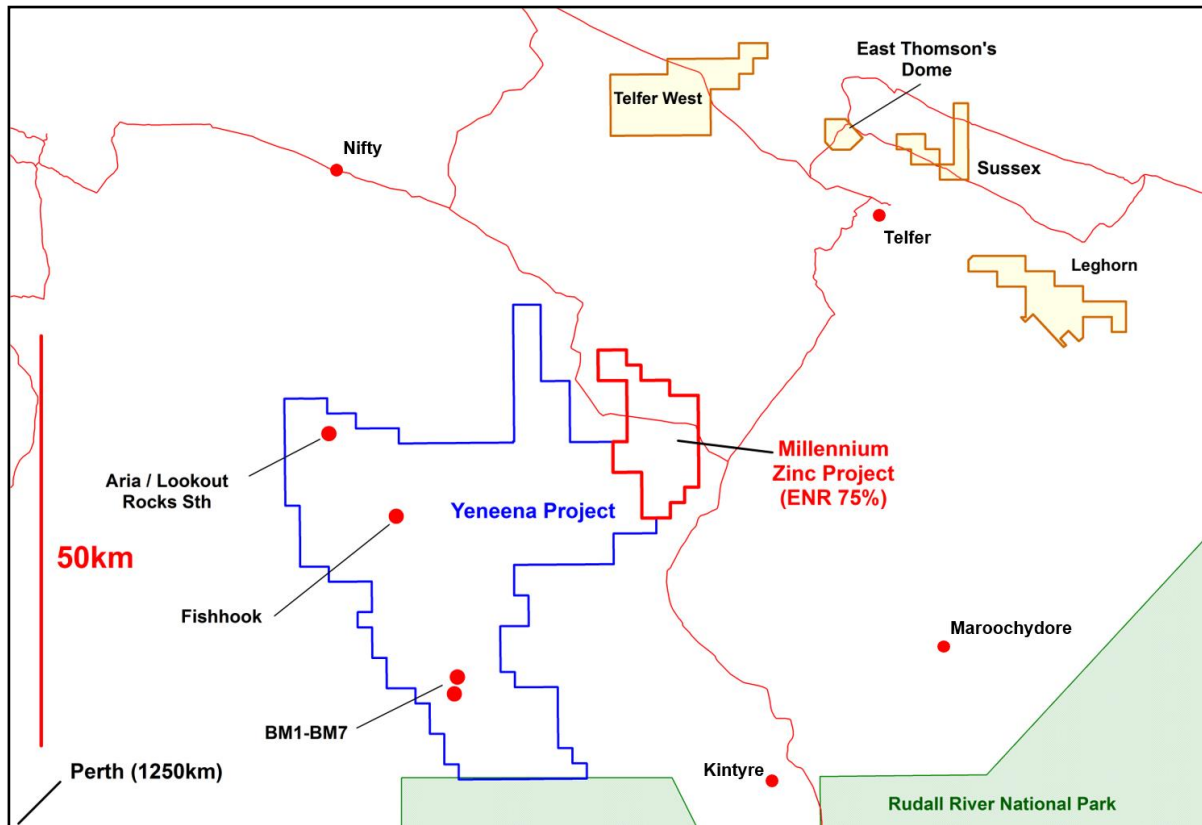 East Thomson's
Dome
Telfer West
Nifty
Sussex
Telfer
Leghorn
Millennium
Zinc Project
(ENR 75%)
Aria / Lookout
Rocks Sth
Yeneena Project
50km
Fishhook
Maroochydore
BM1-BM7
Perth (1250km)
Kintyre
Rudall River National Park